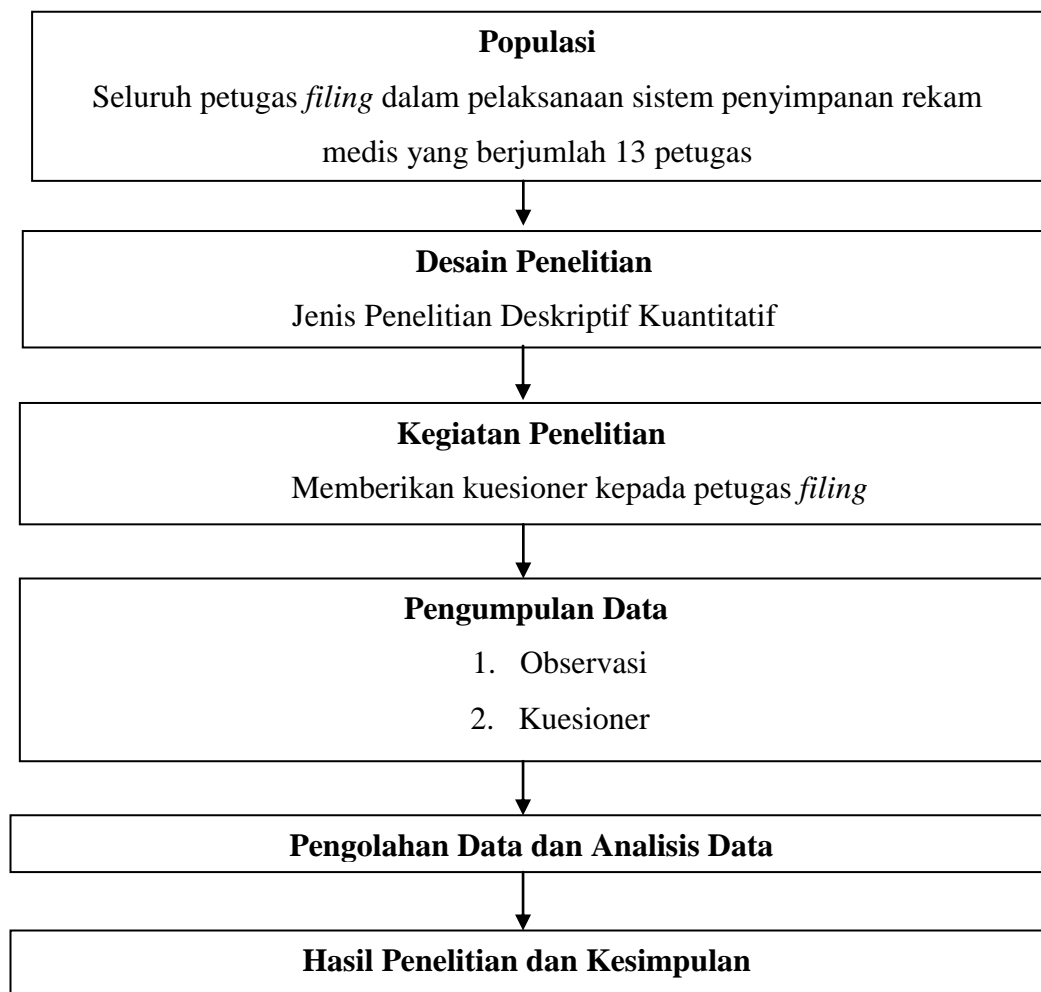 Populasi
Seluruh petugas filing dalam pelaksanaan sistem penyimpanan rekam
medis yang berjumlah 13 petugas
Desain Penelitian
Jenis Penelitian Deskriptif Kuantitatif
Kegiatan Penelitian
Memberikan kuesioner kepada petugas filing
Pengumpulan Data
1. Observasi
2. Kuesioner
Pengolahan Data dan Analisis Data
Hasil Penelitian dan Kesimpulan